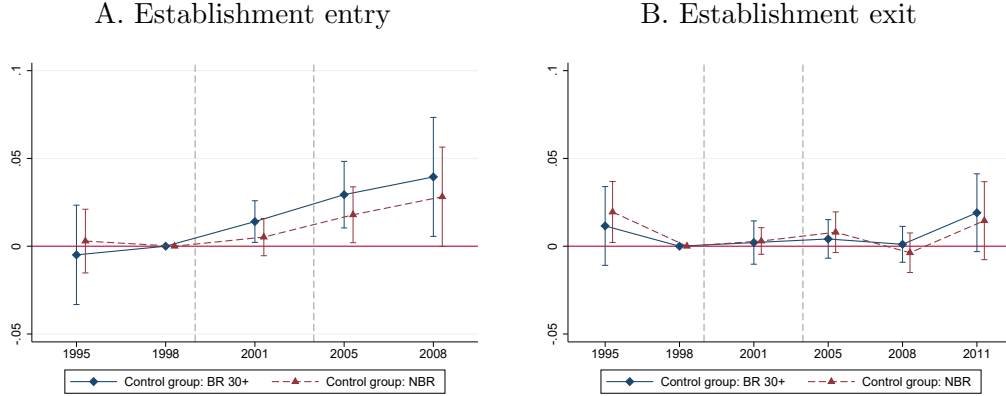 A. Establishment entry
.1
.05
0
-.05
1995 1998 2001 2005 2008
Control group: BR 30+ Control group: NBR
B. Establishment exit
.1
.05
0
-.05
1995 1998 2001 2005 2008 2011
Control group: BR 30+ Control group: NBR